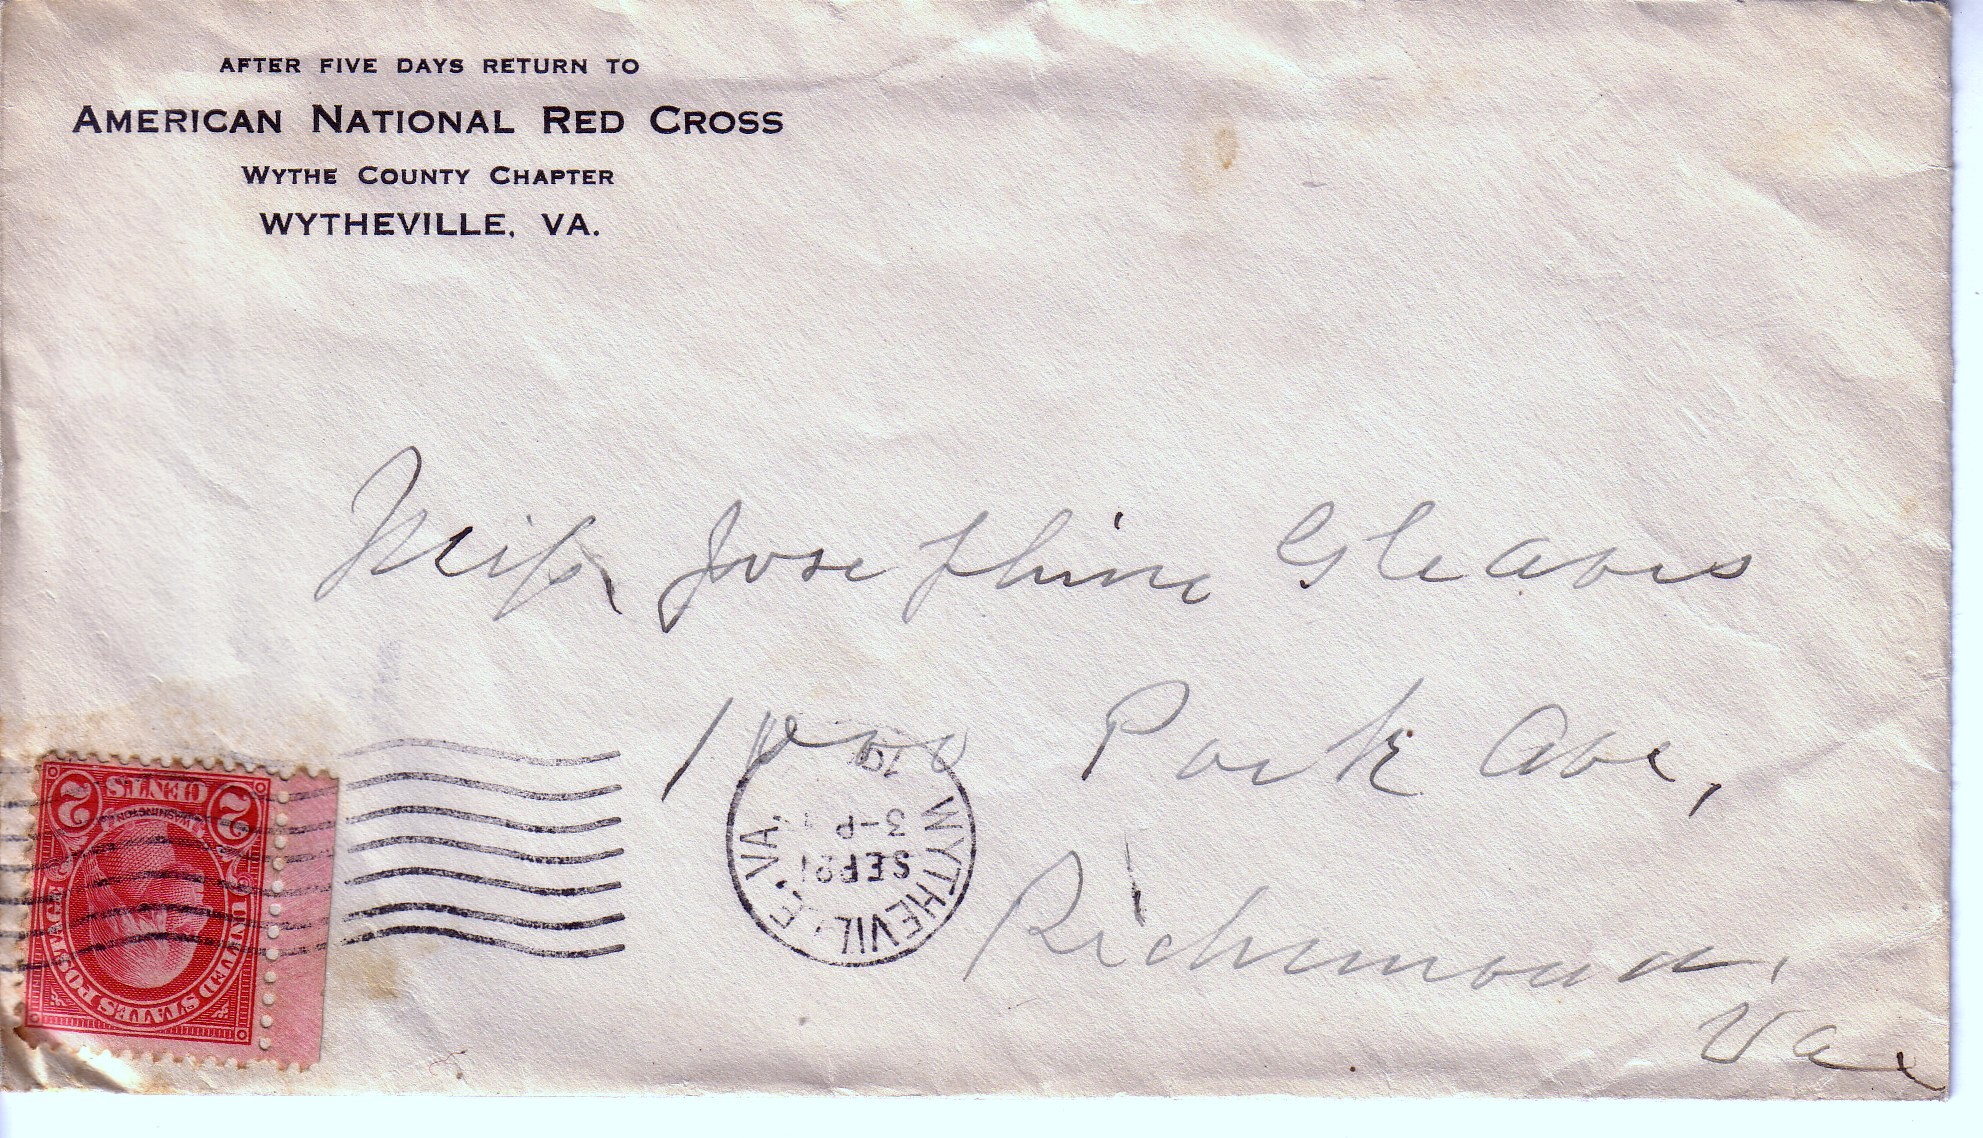 AFTER FIVE DAYS RETURN TO
AMERICAN NATIONAL RED CROSS
WYTHE COUNTY CHAPTER
WYTHEVILLE, VA.
Miss Josephine Gleaves
Park Ave,
Richmond,
Va
WYTHEVILLE, VA.
SEP 21
3-P
UNITED STATES POSTAGE
WASHINGTON
2 CENTS 2